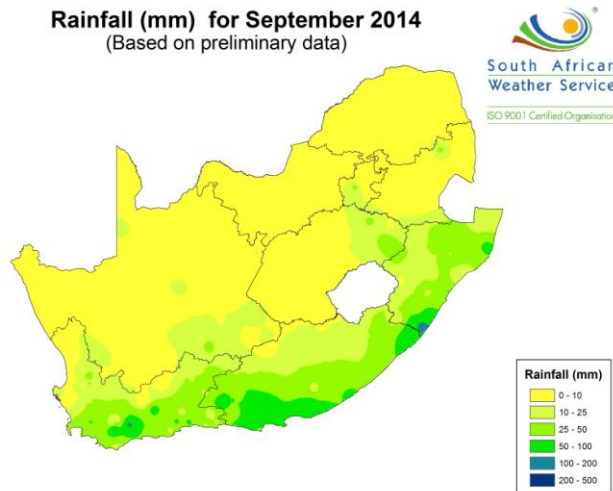 Rainfall (mm) for September 2014
(Based on preliminary data)
®
South African
Weather Service
ISO 9001 Certified Organisation
Rainfall (mm)
0 - 10
10 - 25
25 - 50
50 - 100
100 - 200
200 - 500